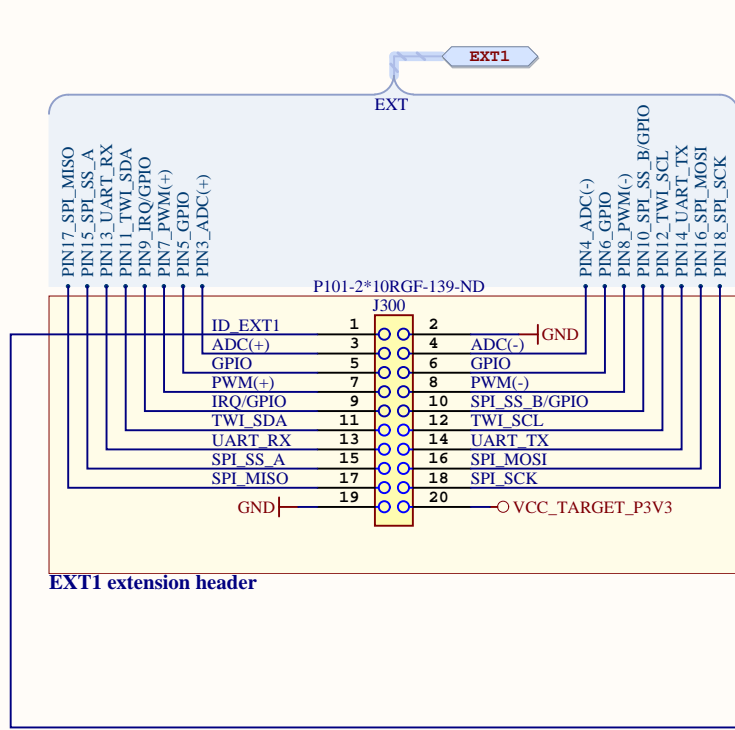 EXT1
EXT
PIN17_SPI_MISO
PIN15_SPI_SS_A
PIN13_UART_RX
PIN11_TWI_SDA
PIN9_IRQ/GPIO
PIN7_PWM(+)
PIN5_GPIO
PIN3_ADC(+)
PIN4_ADC(-)
PIN6_GPIO
PIN8_PWM(-)
PIN10_SPI_SS_B/GPIO
PIN12_TWI_SCL
PIN14_UART_TX
PIN16_SPI_MOSI
PIN18_SPI_SCK
P101-2*10RGF-139-ND
J300
ID_EXT1 1 2 GND
ADC(+) 3 4 ADC(-)
GPIO 5 6 GPIO
PWM(+) 7 8 PWM(-)
IRQ/GPIO 9 10 SPI_SS_B/GPIO
TWI_SDA 11 12 TWI_SCL
UART_RX 13 14 UART_TX
SPI_SS_A 15 16 SPI_MOSI
SPI_MISO 17 18 SPI_SCK
GND 19 20 VCC_TARGET_P3V3
EXT1 extension header